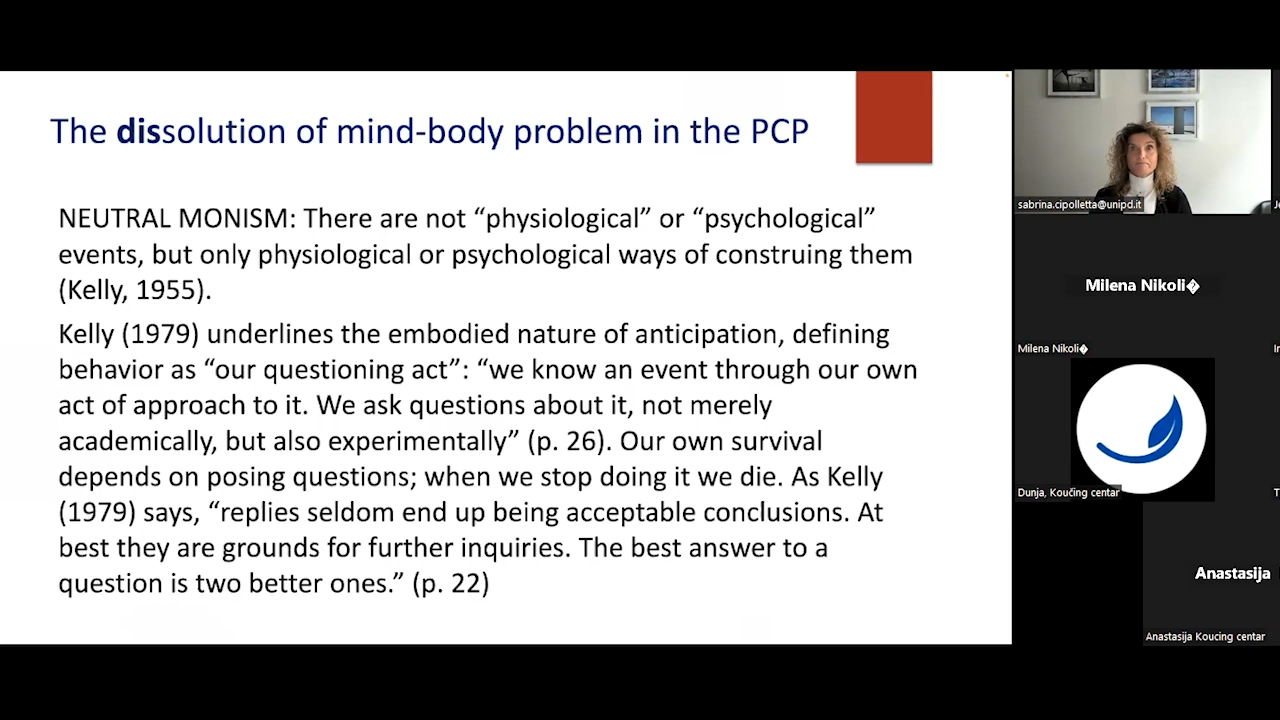 The dissolution of mind-body problem in the PCP
NEUTRAL MONISM: There are not “physiological” or “psychological”
events, but only physiological or psychological ways of construing them
(Kelly, 1955).
Kelly (1979) underlines the embodied nature of anticipation, defining
behavior as “our questioning act”: “we know an event through our own
act of approach to it. We ask questions about it, not merely
academically, but also experimentally” (p. 26). Our own survival
depends on posing questions; when we stop doing it we die. As Kelly
(1979) says, “replies seldom end up being acceptable conclusions. At
best they are grounds for further inquiries. The best answer to a
question is two better ones.” (p. 22)
sabrina.cipolletta@unipd.it
Milena Nikoli�
Milena Nikoli�
Dunja, Koučing centar
Anastasija
Anastasija Koucing centar